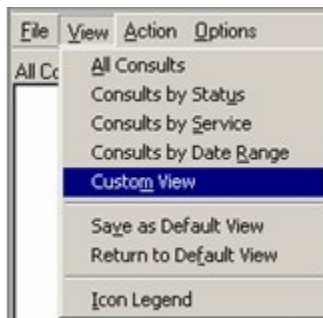 File View Action Options
All Co
All Consults
Consults by Status
Consults by Service
Consults by Date Range
Custom View
Save as Default View
Return to Default View
Icon Legend